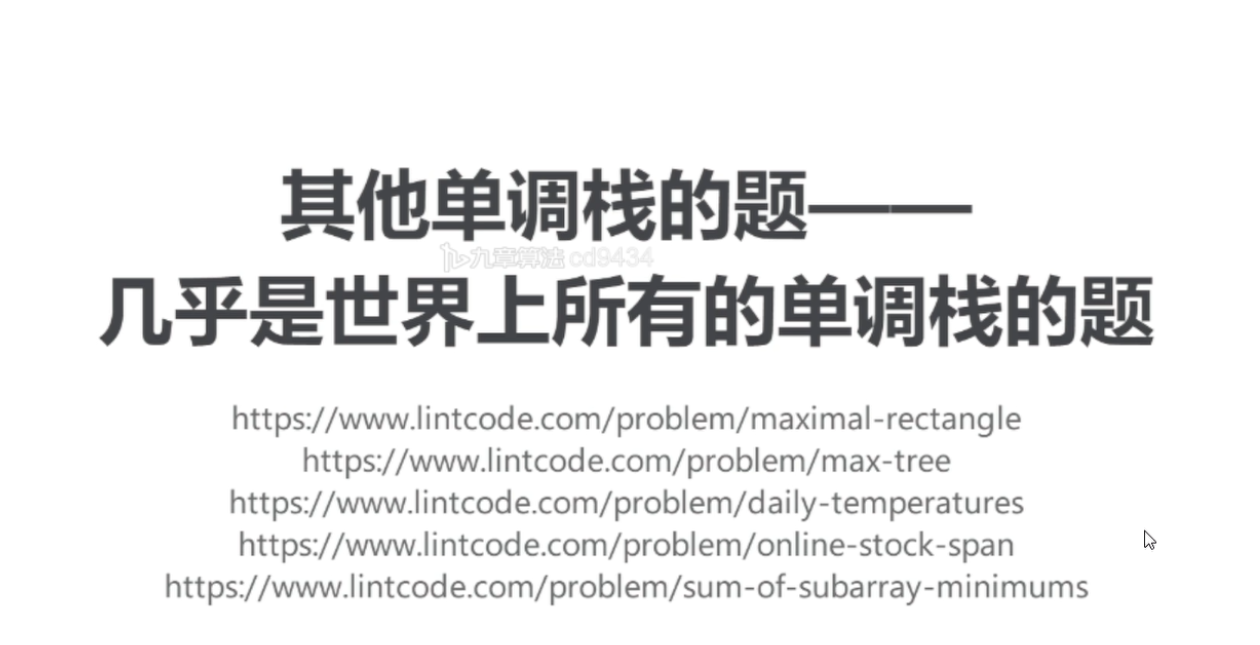 其他单调栈的题——
九章算法 cd9434
几乎是世界上所有的单调栈的题
https://www.lintcode.com/problem/maximal-rectangle
https://www.lintcode.com/problem/max-tree
https://www.lintcode.com/problem/daily-temperatures
https://www.lintcode.com/problem/online-stock-span
https://www.lintcode.com/problem/sum-of-subarray-minimums